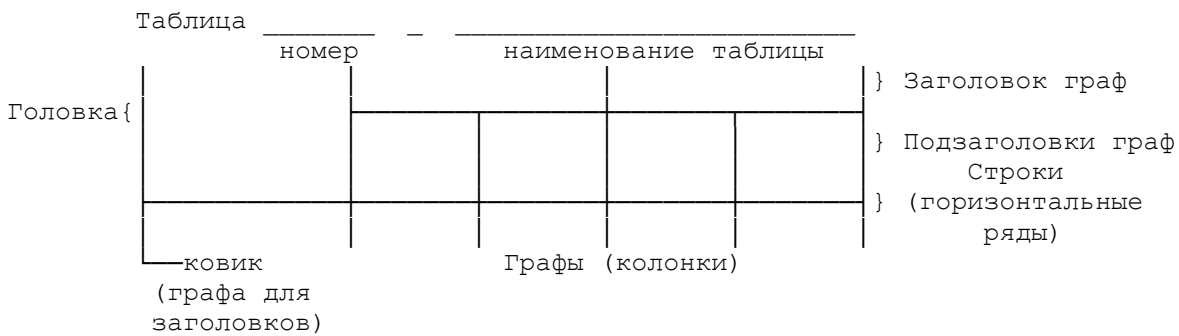 Таблица _______ _ _________________________
номер наименование таблицы
} Заголовок граф
Головка{
} Подзаголовки граф
Строки
} (горизонтальные
ряды)
ковик Графы (колонки)
(графа для
заголовков)